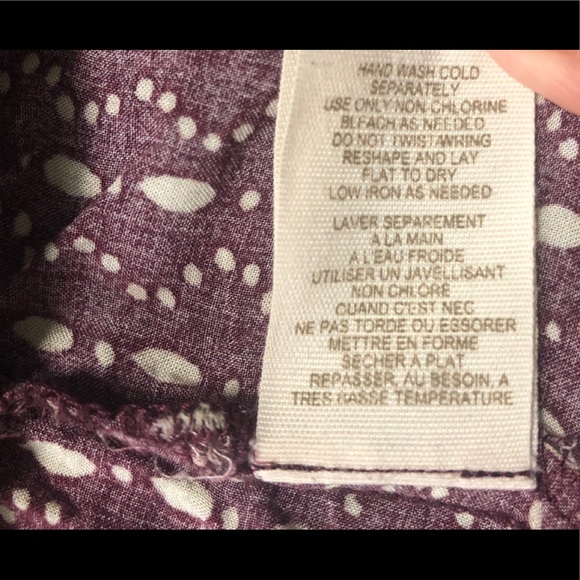 HAND WASH COLD
SEPARATELY
USE ONLY NON CHLORINE
BLEACH AS NEEDED
DO NOT TWIST/WRING
RESHAPE AND LAY
FLAT TO DRY
LOW IRON AS NEEDED
LAVER SEPAREMENT
A LA MAIN
A L'EAU FROIDE
UTILISER UN JAVELLISANT
NON CHLORE
QUAND C'EST NEC
NE PAS TORDE OU ESSORER
METTRE EN FORME
SECHER A PLAT
REPASSER, AU BESOIN, A
TRES BASSE TEMPERATURE